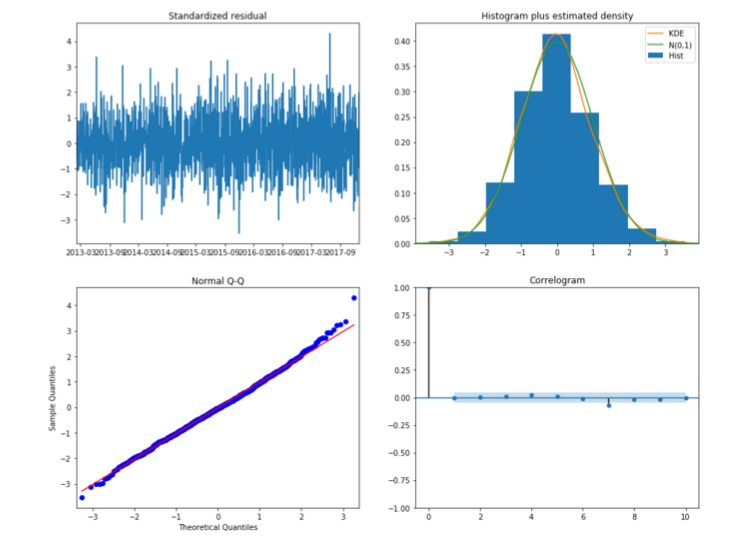 Standardized residual
4
3
2
1
0
−1
−2
−3
2013-03 2013-09 2014-03 2014-09 2015-03 2015-09 2016-03 2016-09 2017-03 2017-09
Histogram plus estimated density
0.40
0.35
0.30
0.25
0.20
0.15
0.10
0.05
0.00
−3 −2 −1 0 1 2 3
KDE
N(0,1)
Hist
Normal Q-Q
Sample Quantiles
4
3
2
1
0
−1
−2
−3
−3 −2 −1 0 1 2 3
Theoretical Quantiles
Correlogram
1.00
0.75
0.50
0.25
0.00
−0.25
−0.50
−0.75
−1.00
0 2 4 6 8 10